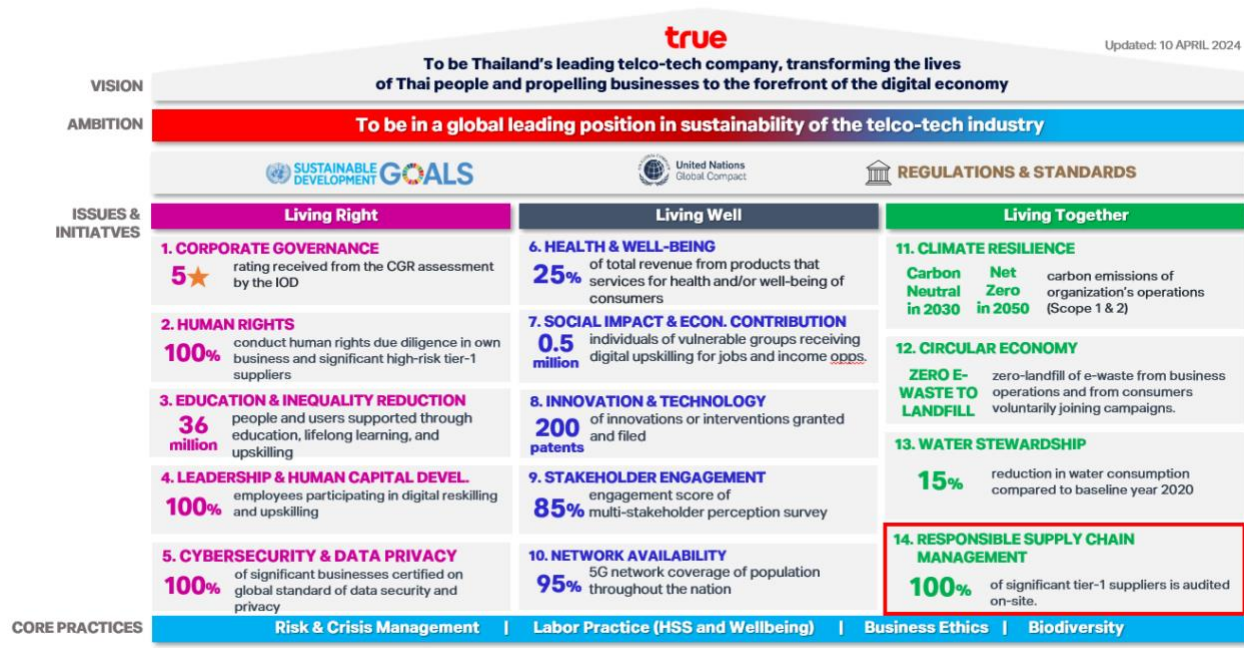 true
Updated: 10 APRIL 2024
VISION
To be Thailand's leading telco-tech company, transforming the lives
of Thai people and propelling businesses to the forefront of the digital economy
AMBITION
To be in a global leading position in sustainability of the telco-tech industry
SUSTAINABLE
DEVELOPMENT GOALS
United Nations
Global Compact
REGULATIONS & STANDARDS
ISSUES &
INITIATVES
Living Right
1. CORPORATE GOVERNANCE
5★
rating received from the CGR assessment
by the IOD
2. HUMAN RIGHTS
100%
conduct human rights due diligence in own
business and significant high-risk tier-1
suppliers
3. EDUCATION & INEQUALITY REDUCTION
36
million
people and users supported through
education, lifelong learning, and
upskilling
4. LEADERSHIP & HUMAN CAPITAL DEVEL.
100%
employees participating in digital reskilling
and upskilling
5. CYBERSECURITY & DATA PRIVACY
100%
of significant businesses certified on
global standard of data security and
privacy
Living Well
6. HEALTH & WELL-BEING
25%
of total revenue from products that
services for health and/or well-being of
consumers
7. SOCIAL IMPACT & ECON. CONTRIBUTION
0.5
million
individuals of vulnerable groups receiving
digital upskilling for jobs and income opps.
8. INNOVATION & TECHNOLOGY
200
patents
of innovations or interventions granted
and filed
9. STAKEHOLDER ENGAGEMENT
85%
engagement score of
multi-stakeholder perception survey
10. NETWORK AVAILABILITY
95%
5G network coverage of population
throughout the nation
Living Together
11. CLIMATE RESILIENCE
Carbon
Neutral
in 2030
Net
Zero
in 2050
carbon emissions of
organization's operations
(Scope 1 & 2)
12. CIRCULAR ECONOMY
ZERO E-
WASTE TO
LANDFILL
zero-landfill of e-waste from business
operations and from consumers
voluntarily joining campaigns.
13. WATER STEWARDSHIP
15%
reduction in water consumption
compared to baseline year 2020
14. RESPONSIBLE SUPPLY CHAIN
MANAGEMENT
100%
of significant tier-1 suppliers is audited
on-site.
CORE PRACTICES
Risk & Crisis Management | Labor Practice (HSS and Wellbeing) | Business Ethics | Biodiversity